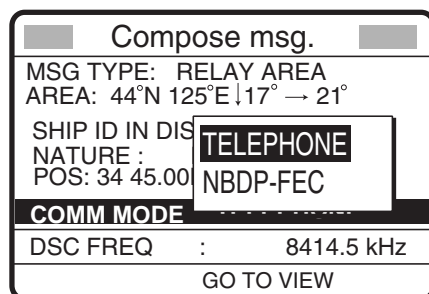 Compose msg.
MSG TYPE: RELAY AREA
AREA: 44°N 125°E↓17° → 21°
SHIP ID IN DIS
NATURE :
POS: 34 45.00
TELEPHONE
NBDP-FEC
COMM MODE
DSC FREQ : 8414.5 kHz
GO TO VIEW